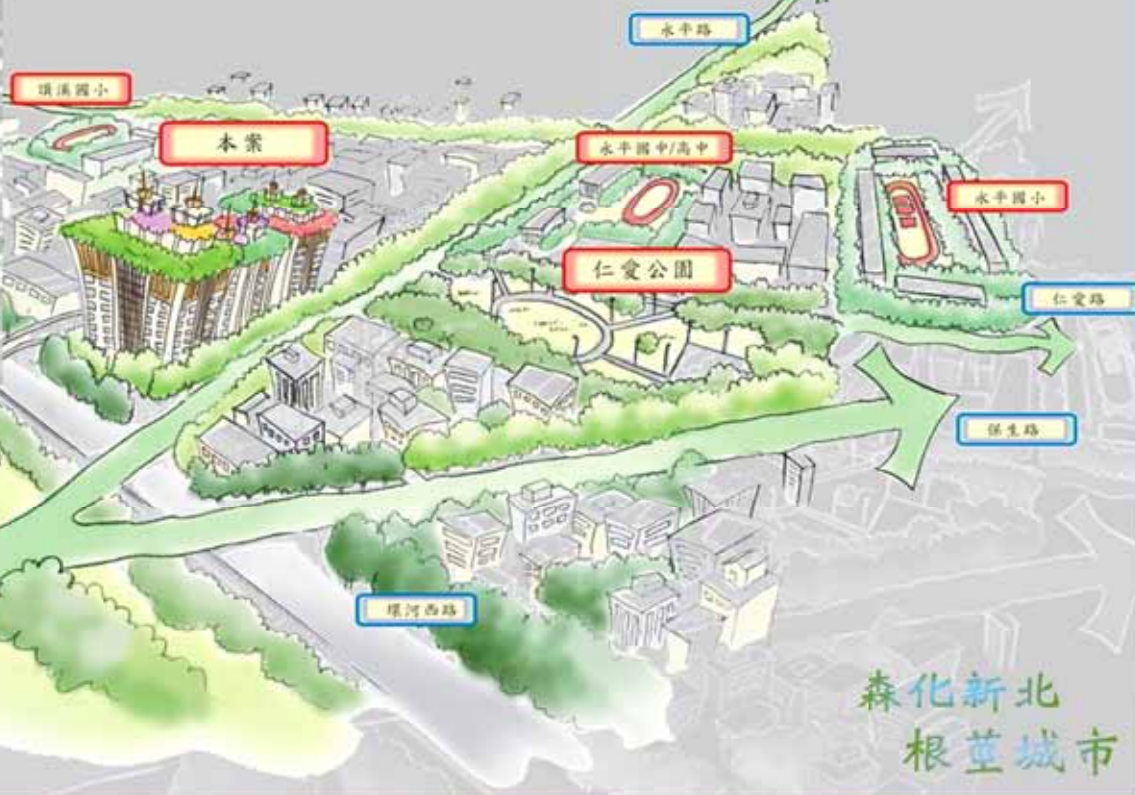 永平路
頂溪國小
本案
永平國中/高中
永平國小
仁愛公園
仁愛路
保生路
環河西路
森化新北
根莖城市